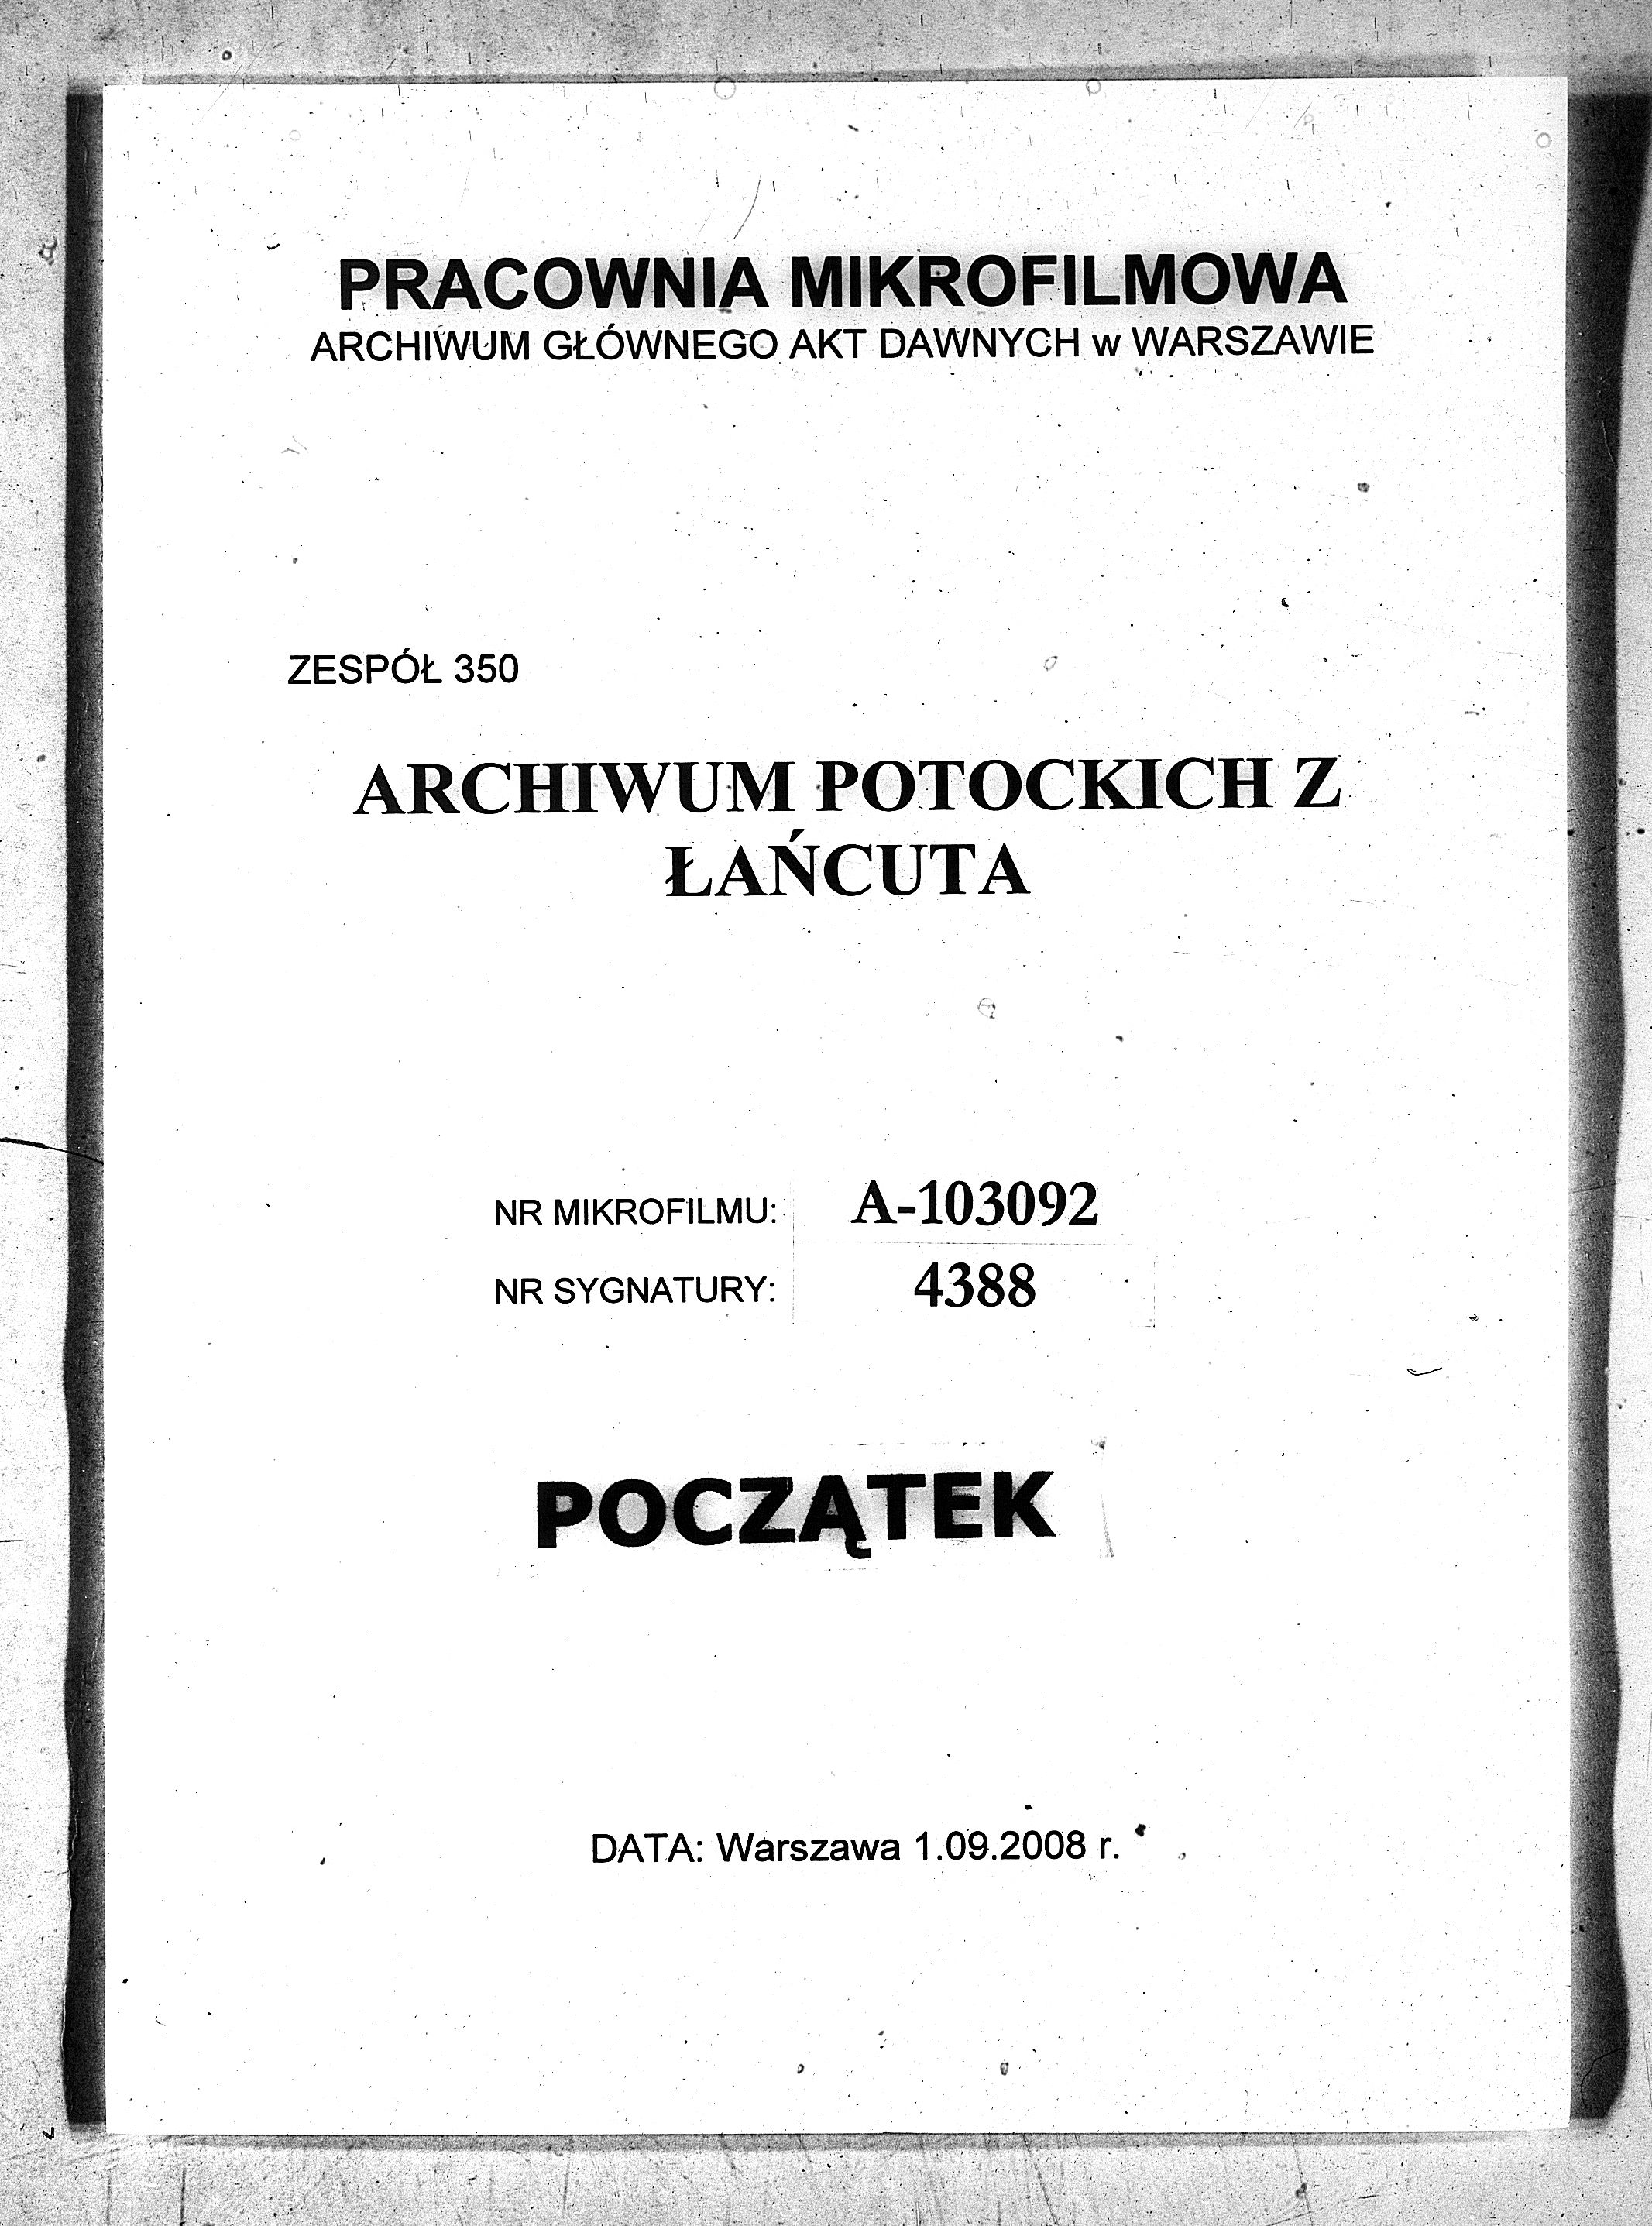 PRACOWNIA MIKROFILMOWA
ARCHIWUM GŁÓWNEGO AKT DAWNYCH w WARSZAWIE
ZESPÓŁ 350
ARCHIWUM POTOCKICH Z
ŁAŃCUTA
NR MIKROFILMU: A-103092
NR SYGNATURY: 4388
POCZĄTEK
DATA: Warszawa 1.09.2008 r.